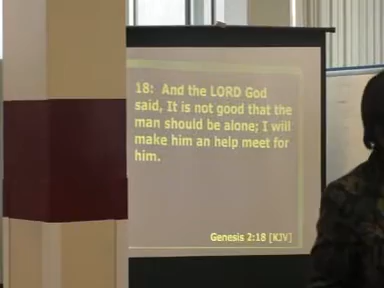 18: And the LORD God
said, It is not good that the
man should be alone; I will
make him an help meet for
him.
Genesis 2:18 [KJV]